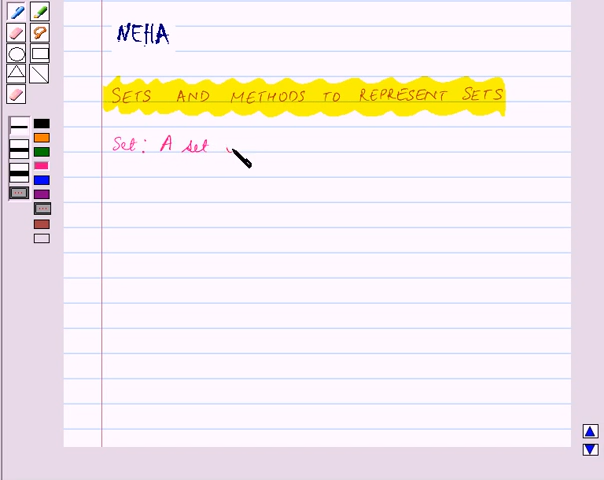 NEHA
SETS AND METHODS TO REPRESENT SETS
Set: A set